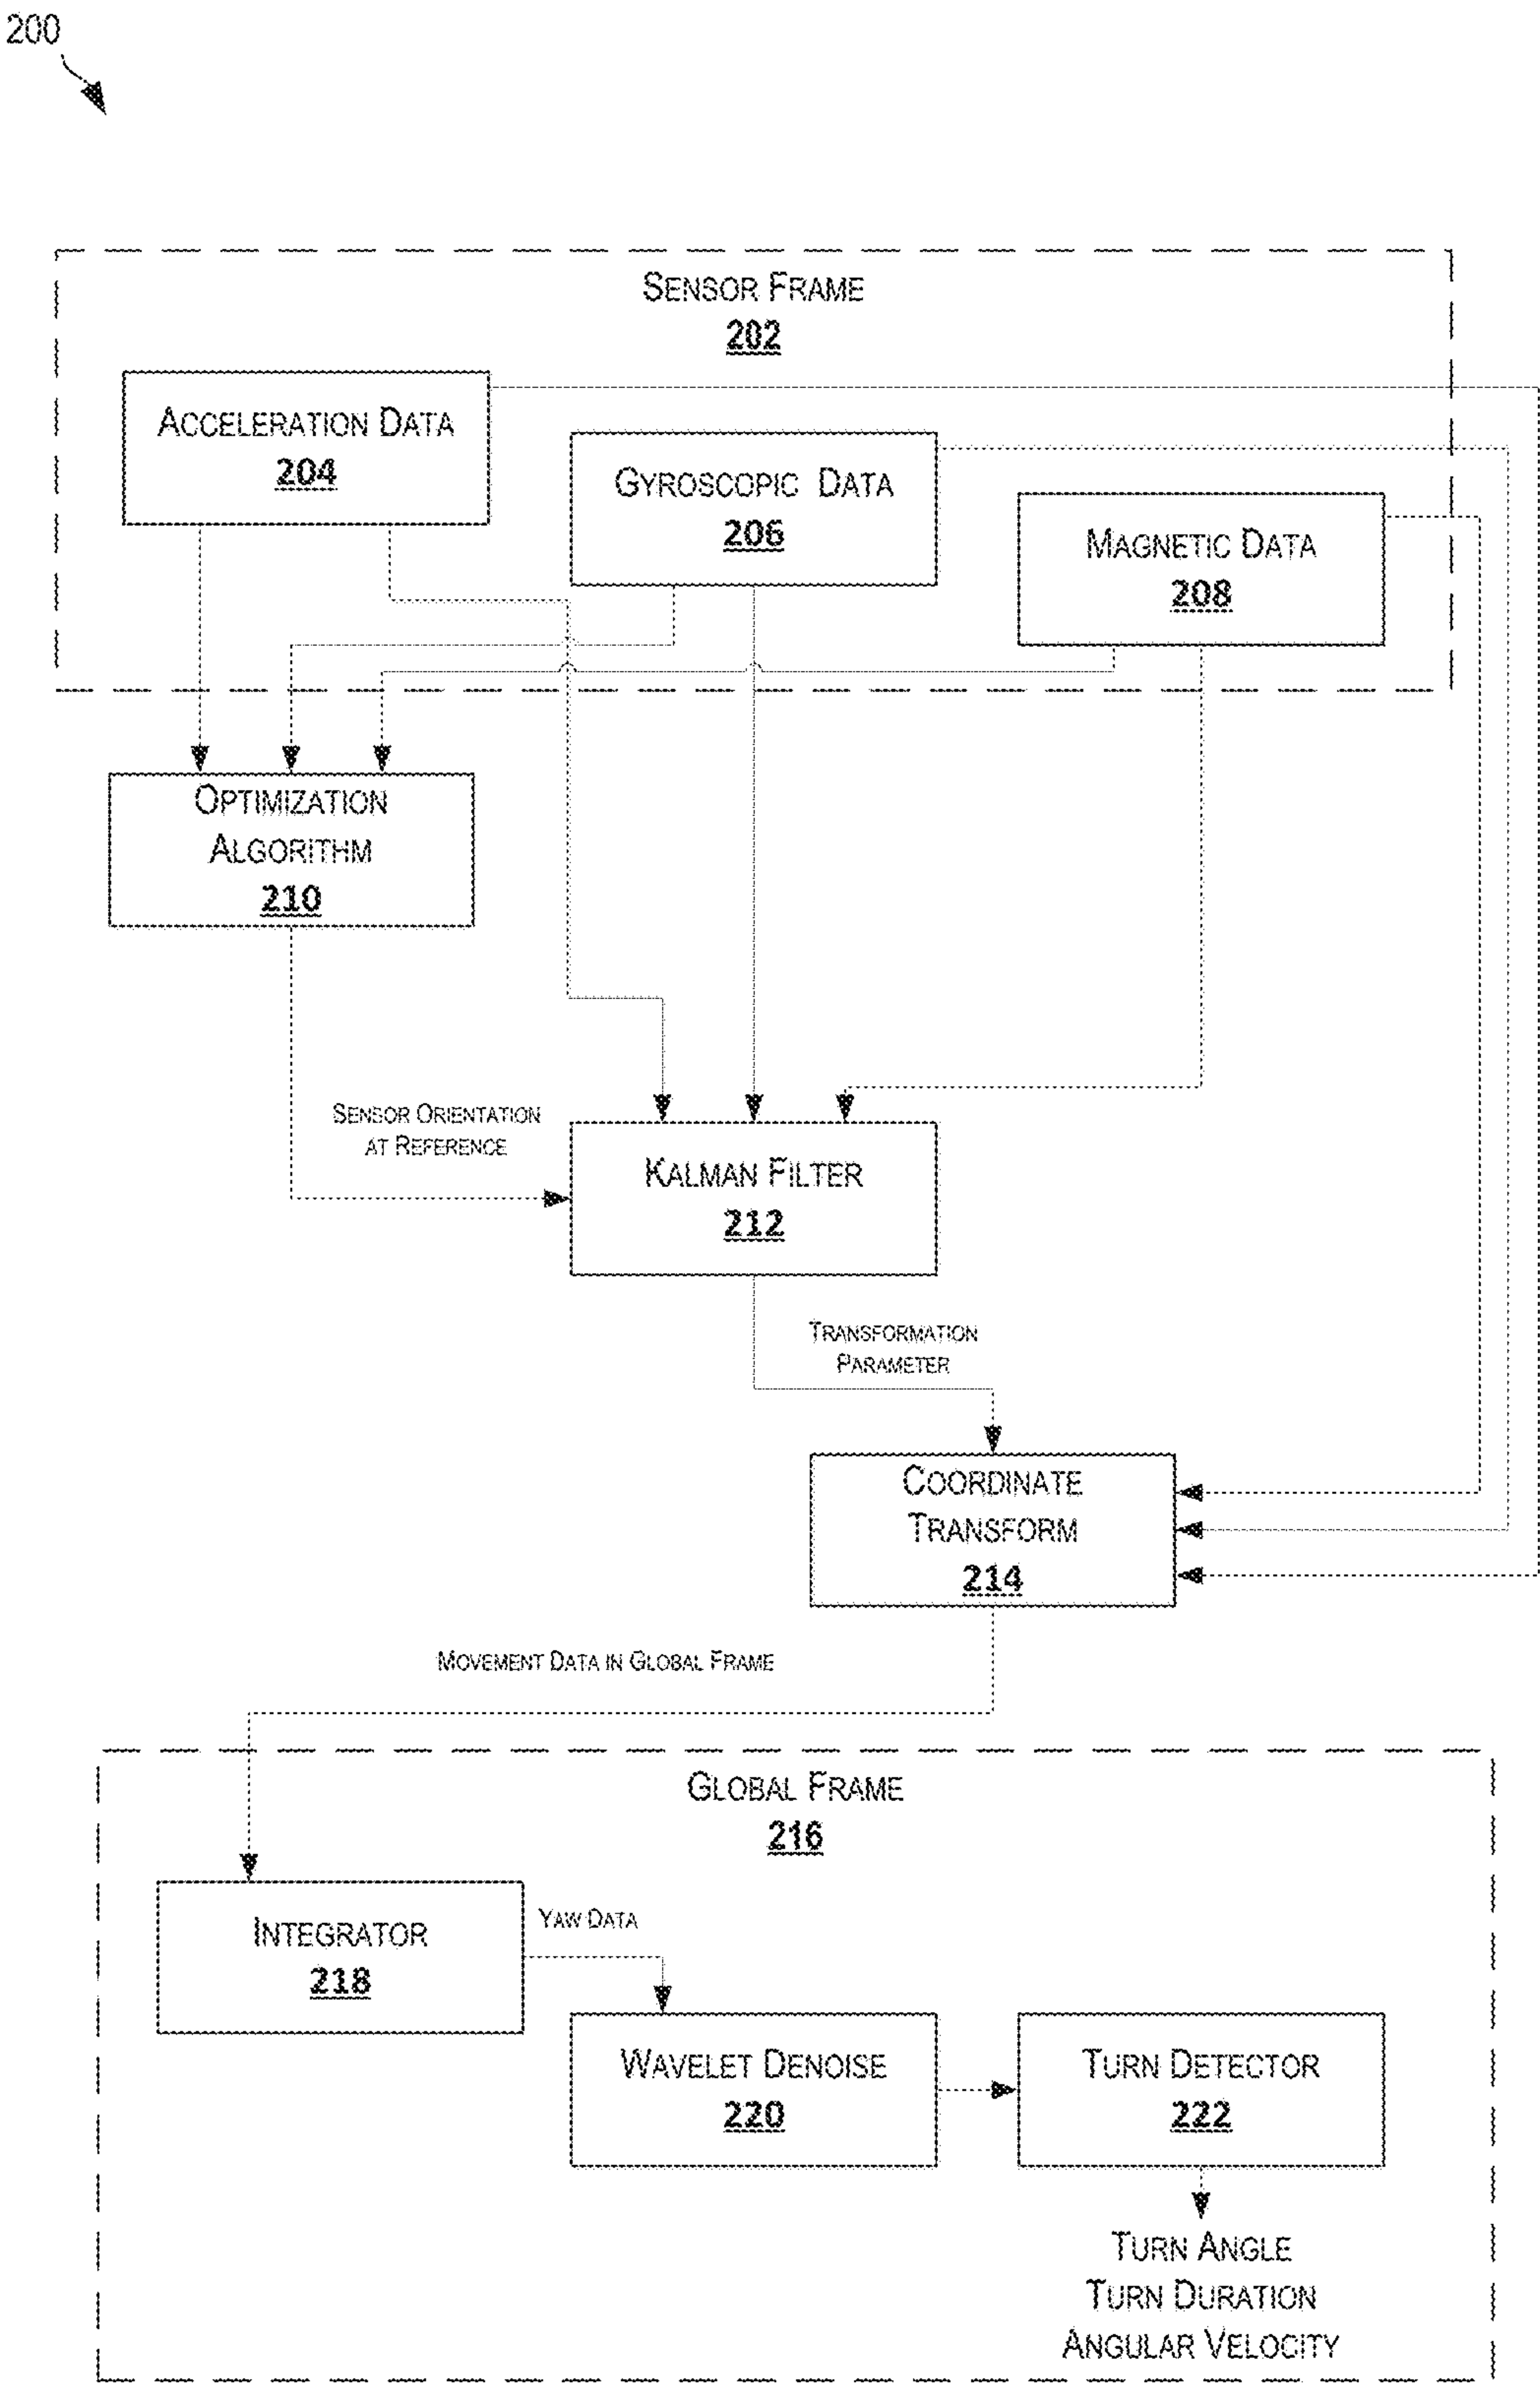 200
SENSOR FRAME
202
ACCELERATION DATA
204
GYROSCOPIC DATA
206
MAGNETIC DATA
208
OPTIMIZATION
ALGORITHM
210
SENSOR ORIENTATION
AT REFERENCE
KALMAN FILTER
212
TRANSFORMATION
PARAMETER
COORDINATE
TRANSFORM
214
MOVEMENT DATA IN GLOBAL FRAME
GLOBAL FRAME
216
INTEGRATOR
218
YAW DATA
WAVELET DENOISE
220
TURN DETECTOR
222
TURN ANGLE
TURN DURATION
ANGULAR VELOCITY